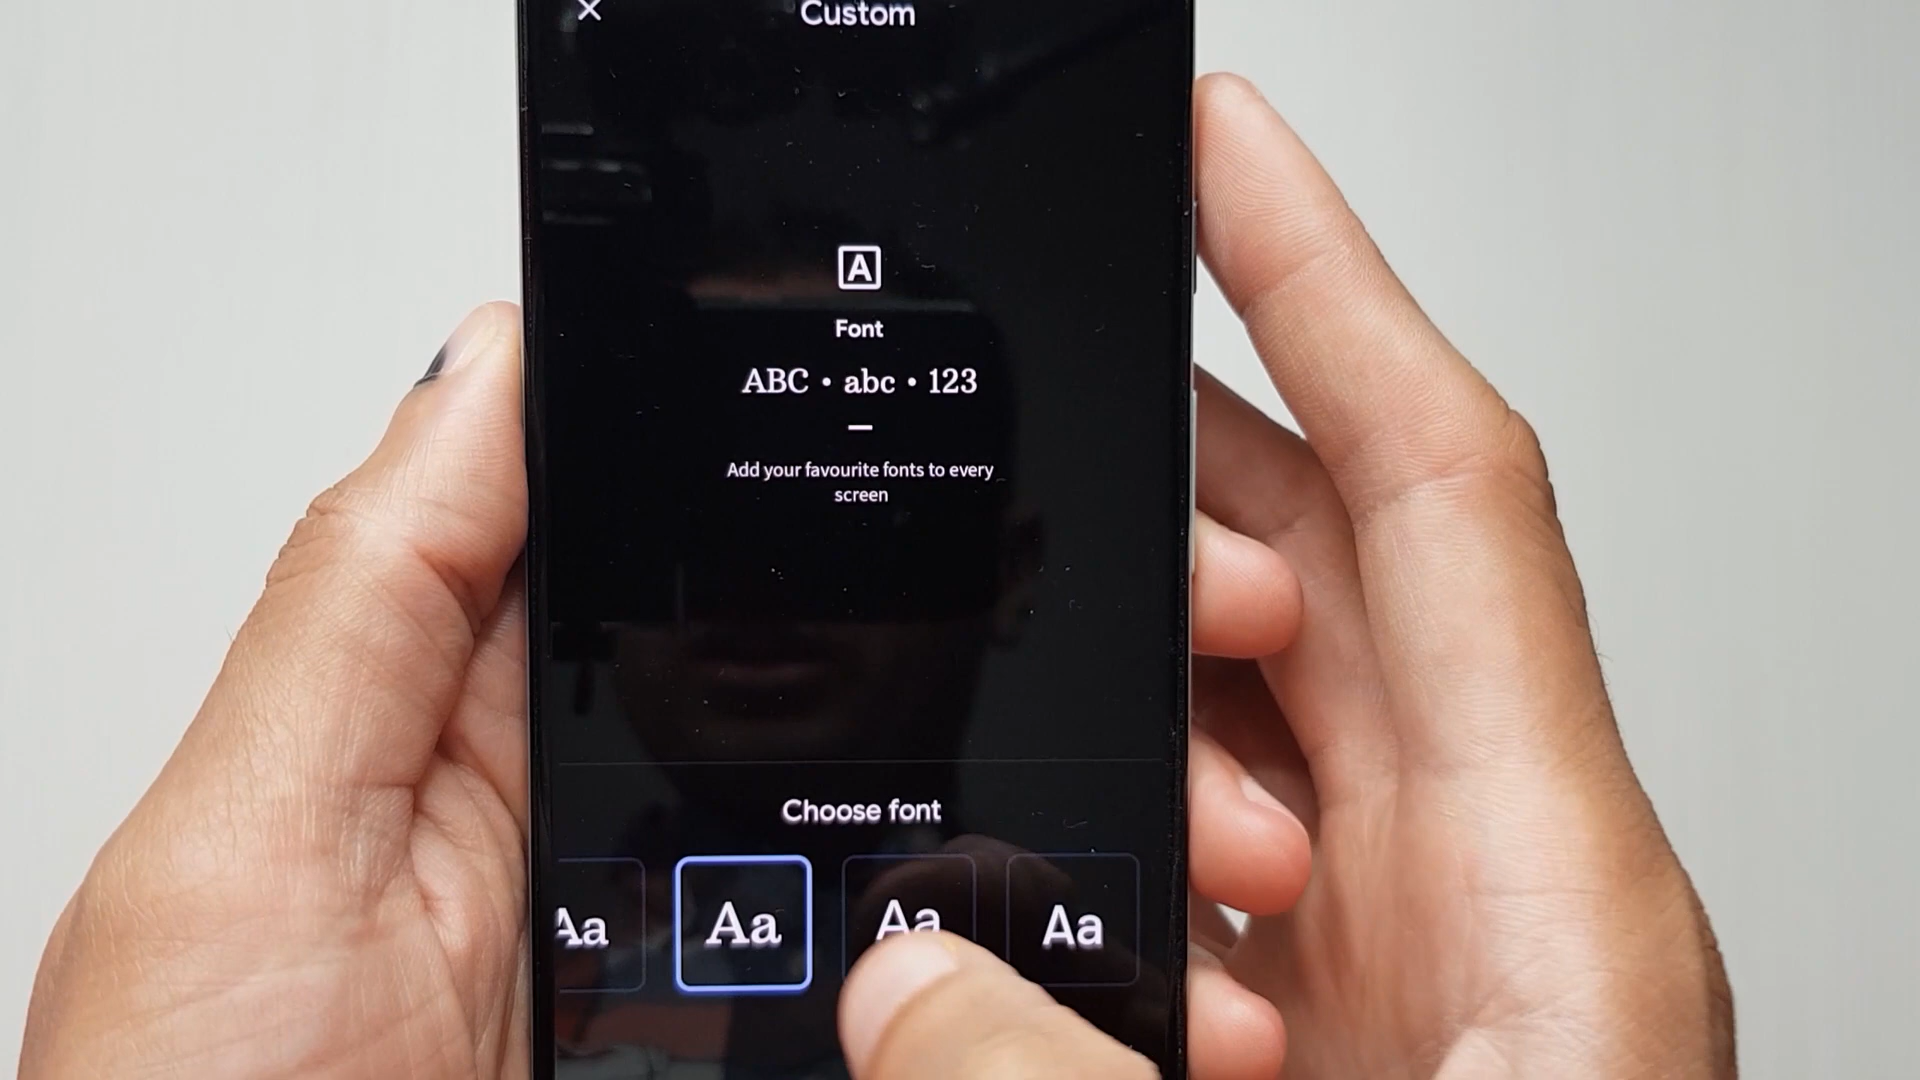 Custom
A
Font
ABC • abc • 123
Add your favourite fonts to every
screen
Choose font
Aa Aa Aa Aa